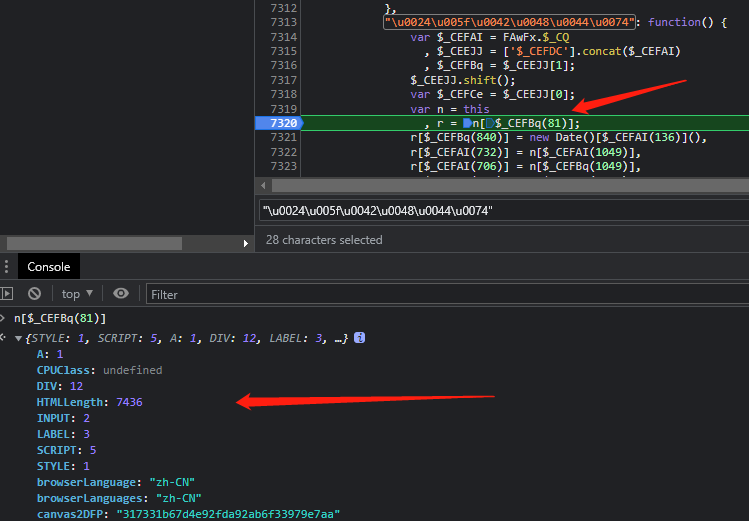 7312 },
7313 "\u0024\u005f\u0042\u0048\u0044\u0074": function() {
7314 var $_CEFAI = FAwFx.$_CQ
7315 , $_CEEJJ = ['$_CEFDC'].concat($_CEFAI)
7316 , $_CEFBq = $_CEEJJ[1];
7317 $_CEEJJ.shift();
7318 var $_CEFCe = $_CEEJJ[0];
7319 var n = this
7320 , r = n[$_CEFBq(81)];
7321 r[$_CEFBq(840)] = new Date()[$_CEFAI(136)](),
7322 r[$_CEFAI(732)] = n[$_CEFAI(1049)],
7323 r[$_CEFAI(706)] = n[$_CEFBq(1049)],
"\u0024\u005f\u0042\u0048\u0044\u0074"
28 characters selected
Console
top Filter
n[$_CEFBq(81)]
{STYLE: 1, SCRIPT: 5, A: 1, DIV: 12, LABEL: 3, …}
A: 1
CPUClass: undefined
DIV: 12
HTMLLength: 7436
INPUT: 2
LABEL: 3
SCRIPT: 5
STYLE: 1
browserLanguage: "zh-CN"
browserLanguages: "zh-CN"
canvas2DFP: "317331b67d4e92fda92ab6f33979e7aa"